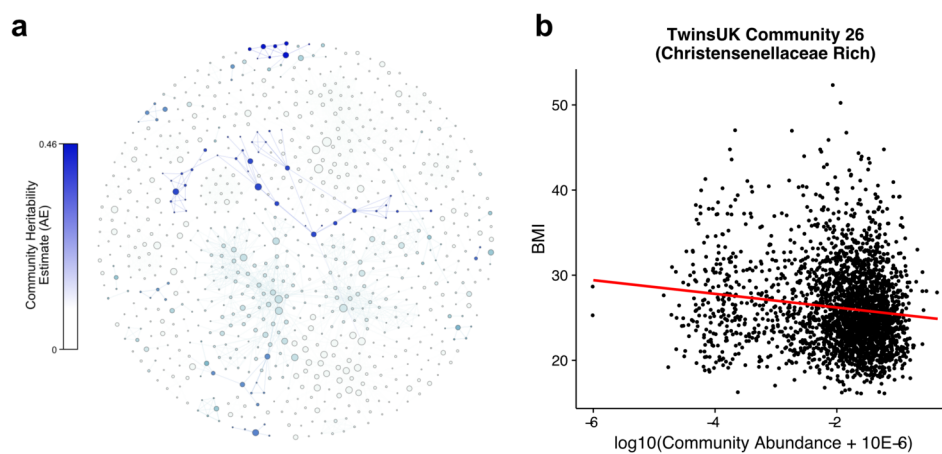 a
Community Heritability
Estimate (AE)
0.46
0
b
TwinsUK Community 26
(Christensenellaceae Rich)
BMI
50
40
30
20
-6
-4
-2
log10(Community Abundance + 10E-6)